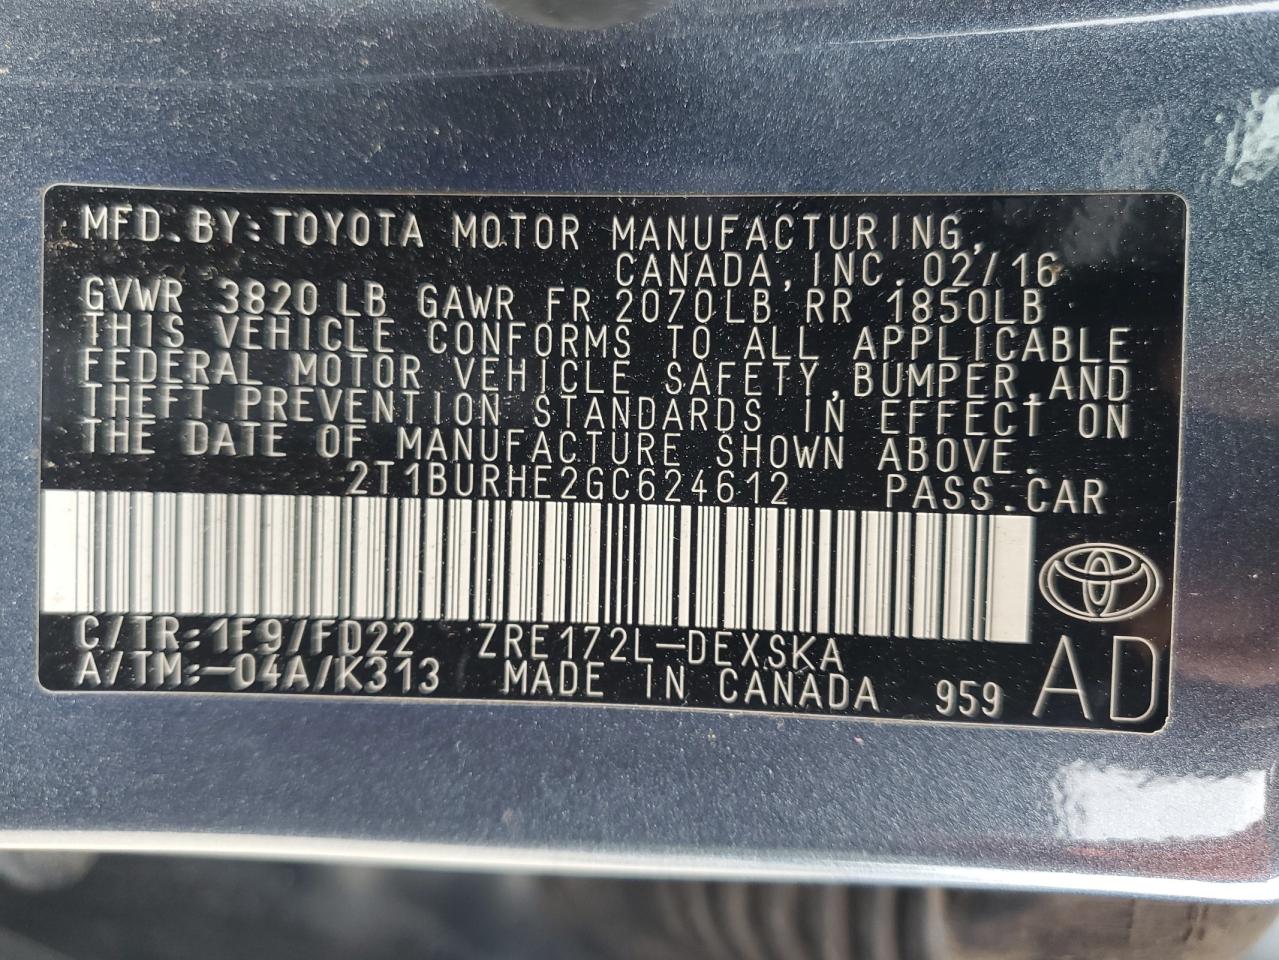 MFD. BY: TOYOTA MOTOR MANUFACTURING,
CANADA, INC. 02/16
GVWR 3820 LB GAWR FR 2070LB RR 1850LB
THIS VEHICLE CONFORMS TO ALL APPLICABLE
FEDERAL MOTOR VEHICLE SAFETY, BUMPER, AND
THEFT PREVENTION STANDARDS IN EFFECT ON
THE DATE OF MANUFACTURE SHOWN ABOVE.
2T1BURHE2GC624612 PASS. CAR
C/TR: 1F9/FD22 ZRE172L-DEXSKA
A/TM: -04A/K313 MADE IN CANADA 959 AD